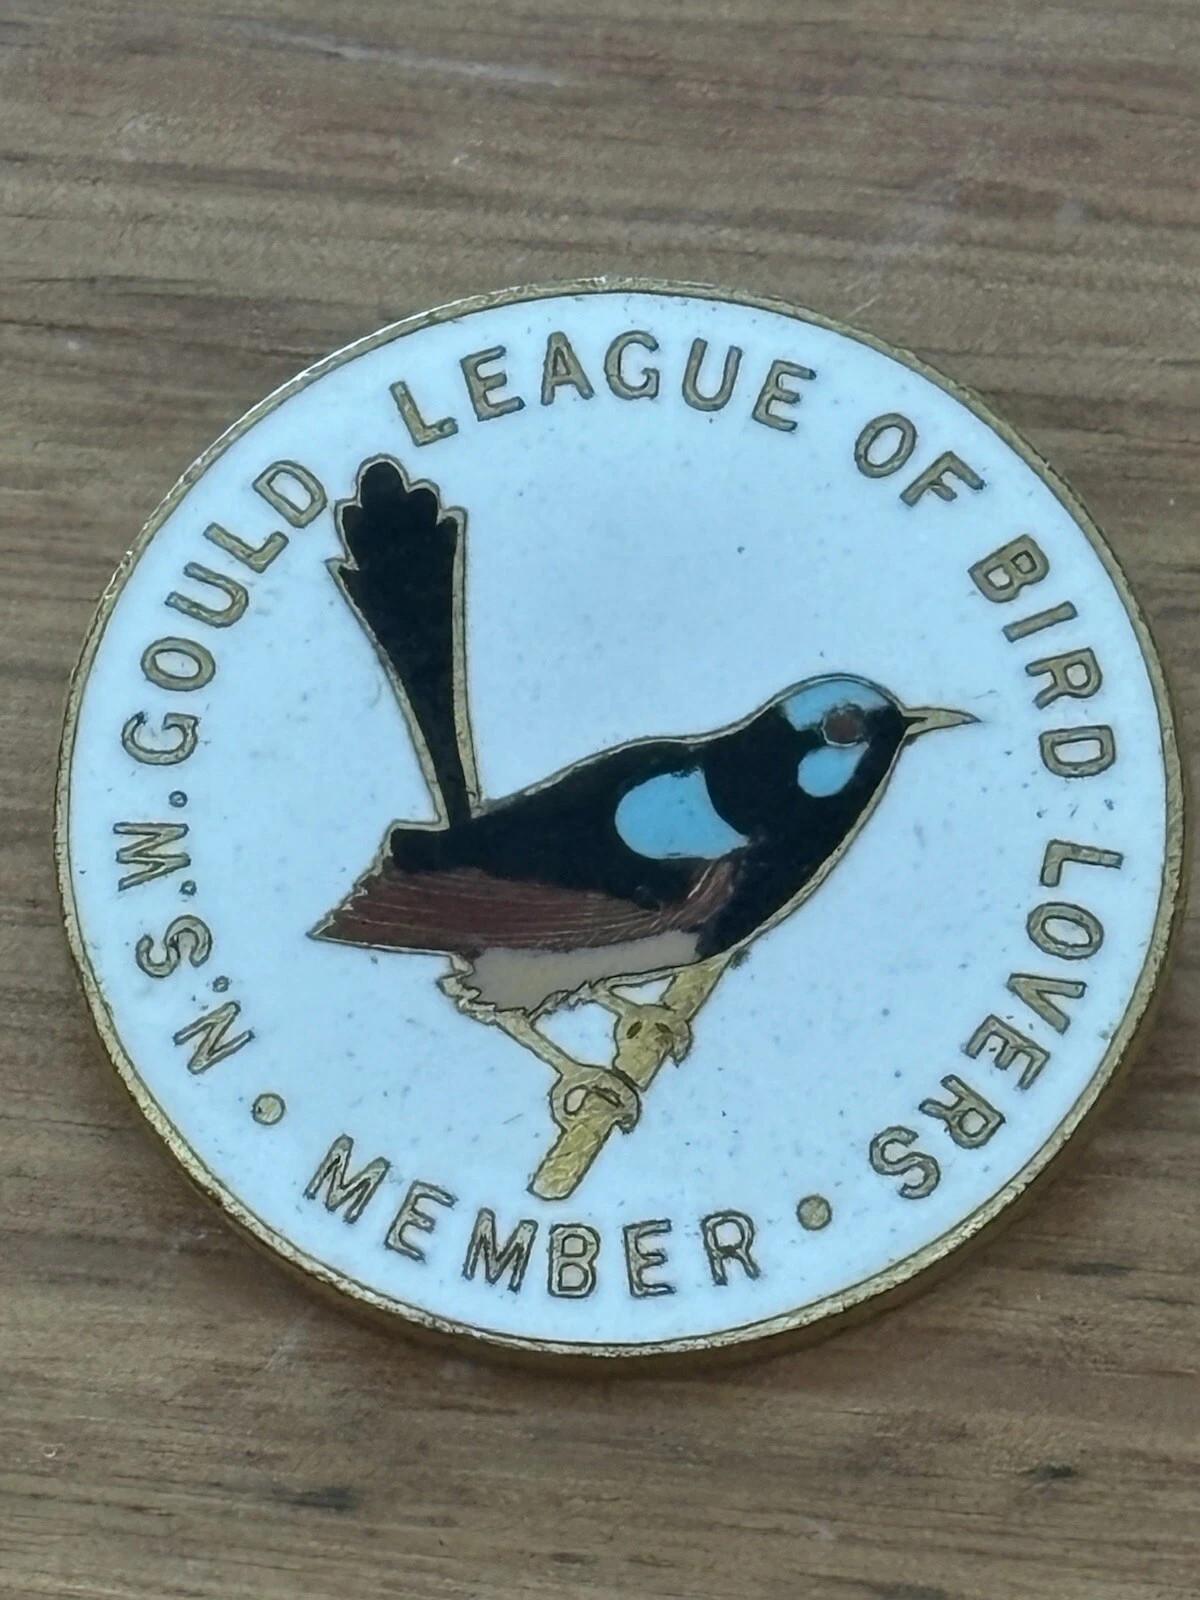 N.S.W. GOULD LEAGUE OF BIRD LOVERS
• MEMBER •